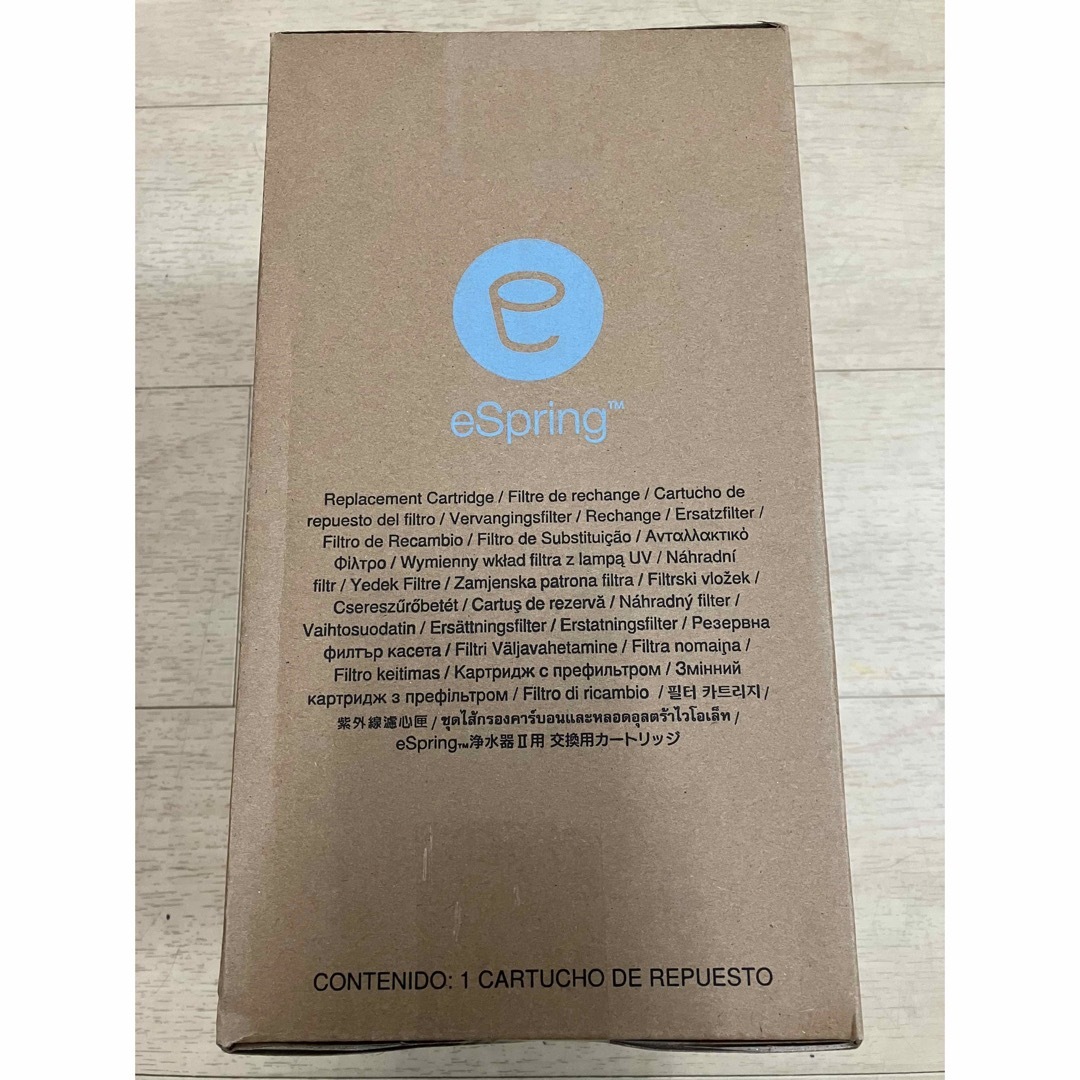 eSpring™
Replacement Cartridge / Filtre de rechange / Cartucho de
repuesto del filtro / Vervangingsfilter / Rechange / Ersatzfilter /
Filtro de Recambio / Filtro de Substituição / Ανταλλακτικό
Φίλτρο / Wymienny wkład filtra z lampą UV / Náhradní
filtr / Yedek Filtre / Zamjenska patrona filtra / Filtrski vložek /
Csereszűrőbetét / Cartuş de rezervă / Náhradný filter /
Vaihtosuodatin / Ersättningsfilter / Erstatningsfilter / Резервна
филтър касета / Filtri Väljavahetamine / Filtra nomaiņa /
Filtro keitimas / Картридж с префильтром / Змінний
картридж з префільтром / Filtro di ricambio / 필터 카트리지 /
紫外線濾心匣 / ชุดไส้กรองคาร์บอนและหลอดอุลตร้าไวโอเล็ท /
eSpring™浄水器Ⅱ用 交換用カートリッジ
CONTENIDO: 1 CARTUCHO DE REPUESTO